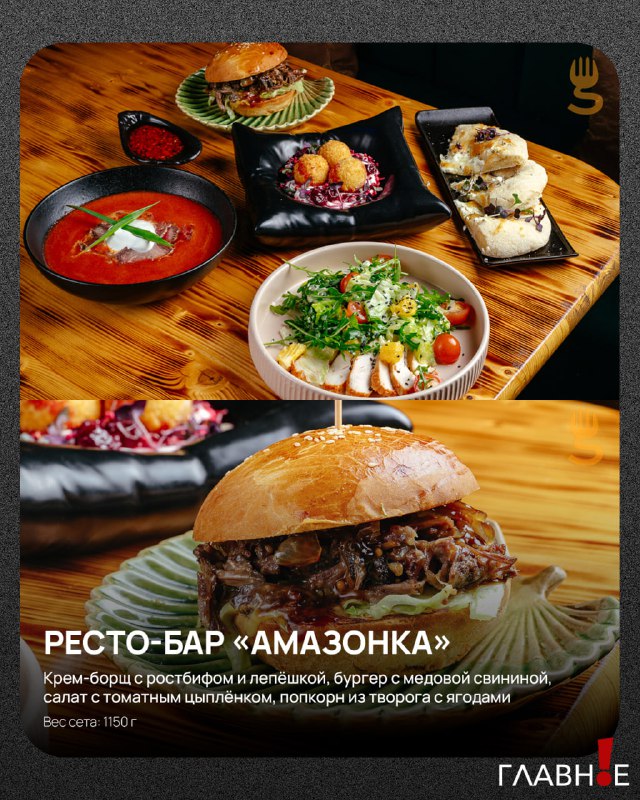 РЕСТО-БАР «АМАЗОНКА»
Крем-борщ с ростбифом и лепёшкой, бургер с медовой свининой,
салат с томатным цыплёнком, попкорн из творога с ягодами
Вес сета: 1150 г
ГЛАВН!Е